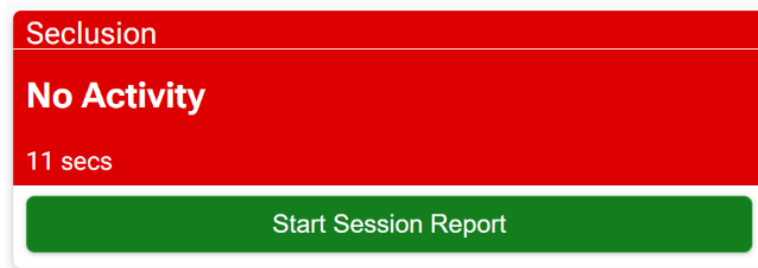 Seclusion
No Activity
11 secs
Start Session Report